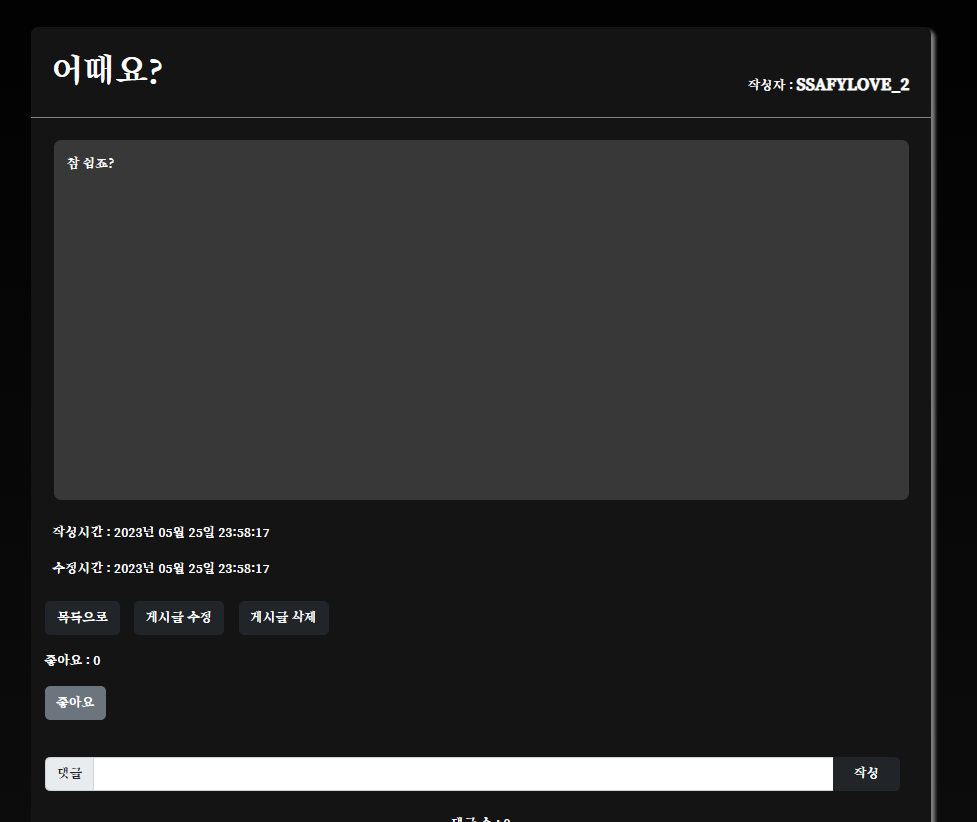 어때요?
작성자 : SSAFYLOVE_2
참 쉽죠?
작성시간 : 2023년 05월 25일 23:58:17
수정시간 : 2023년 05월 25일 23:58:17
목록으로 게시글 수정 게시글 삭제
좋아요 : 0
좋아요
댓글 작성